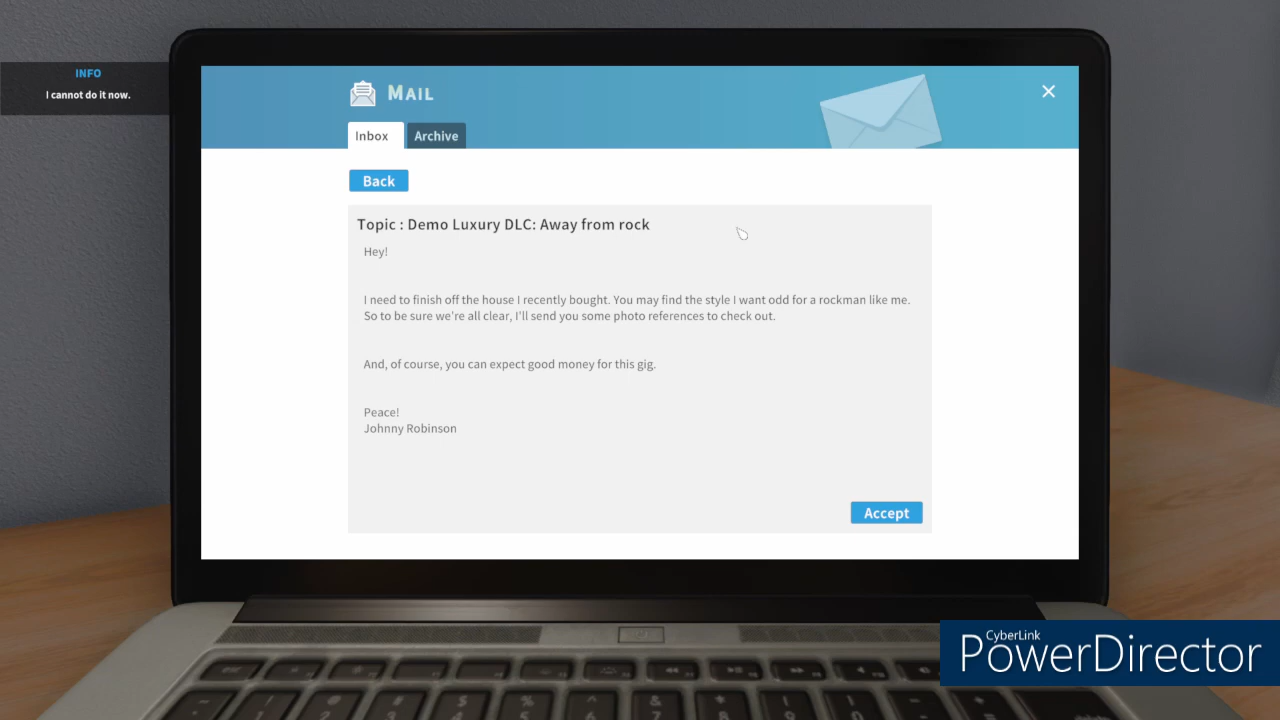 INFO
I cannot do it now.
MAIL
Inbox
Archive
Back
Topic : Demo Luxury DLC: Away from rock
Hey!
I need to finish off the house I recently bought. You may find the style I want odd for a rockman like me.
So to be sure we're all clear, I'll send you some photo references to check out.
And, of course, you can expect good money for this gig.
Peace!
Johnny Robinson
Accept
CyberLink
PowerDirector